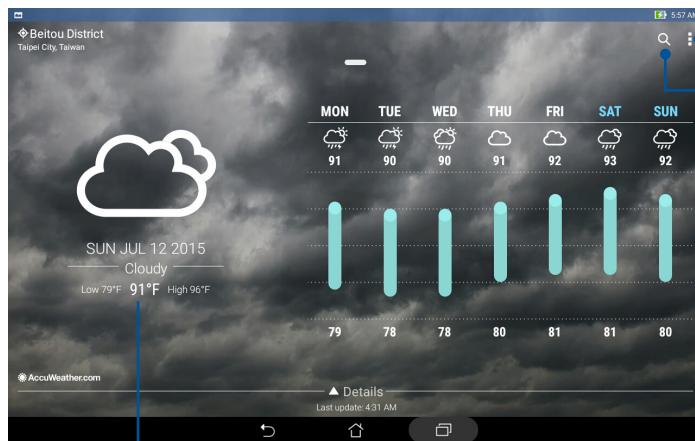 5:57 AM
Beitou District
Taipei City, Taiwan
MON TUE WED THU FRI SAT SUN
91 90 90 91 92 93 92
SUN JUL 12 2015
Cloudy
Low 79°F 91°F High 96°F
79 78 78 80 81 81 80
AccuWeather.com
Details
Last update: 4:31 AM